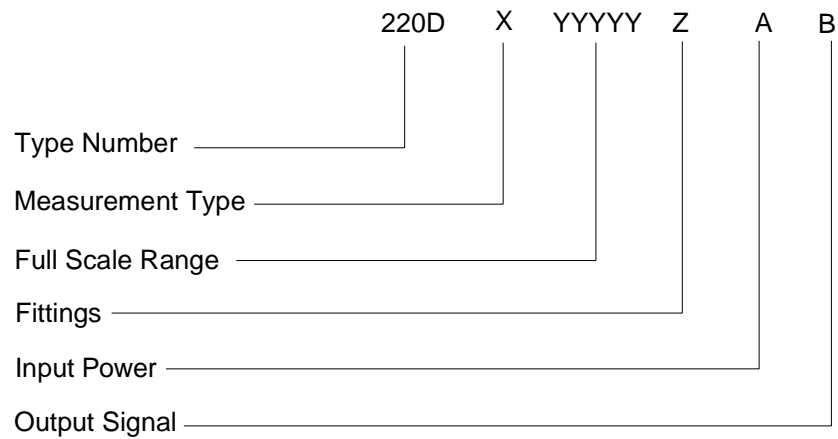 220D X YYYYY Z A B
Type Number
Measurement Type
Full Scale Range
Fittings
Input Power
Output Signal